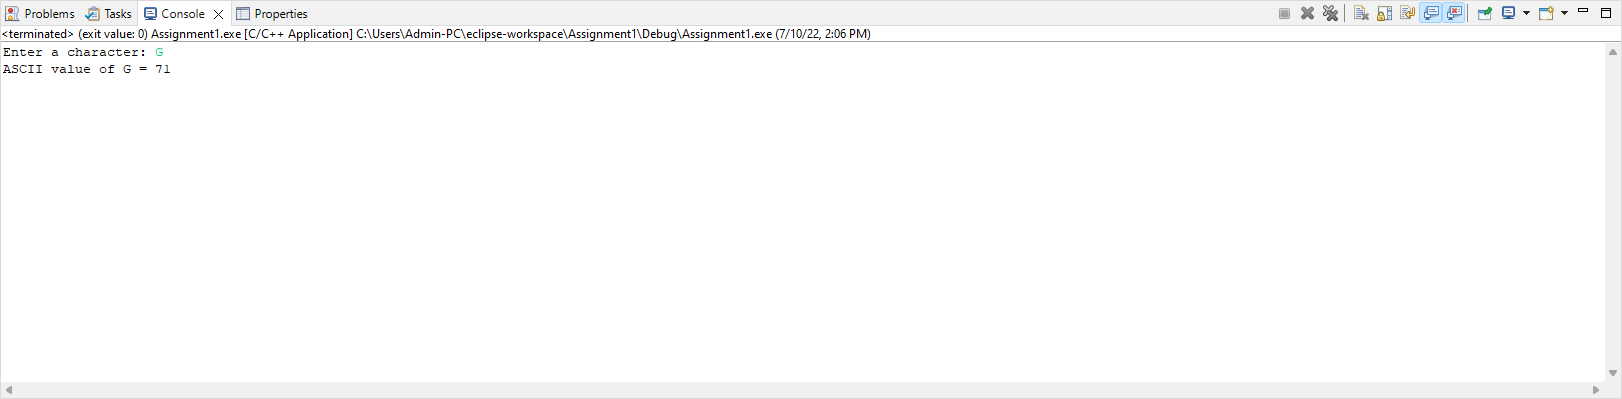 Problems Tasks Console Properties
<terminated> (exit value: 0) Assignment1.exe [C/C++ Application] C:\Users\Admin-PC\eclipse-workspace\Assignment1\Debug\Assignment1.exe (7/10/22, 2:06 PM)
Enter a character: G
ASCII value of G = 71